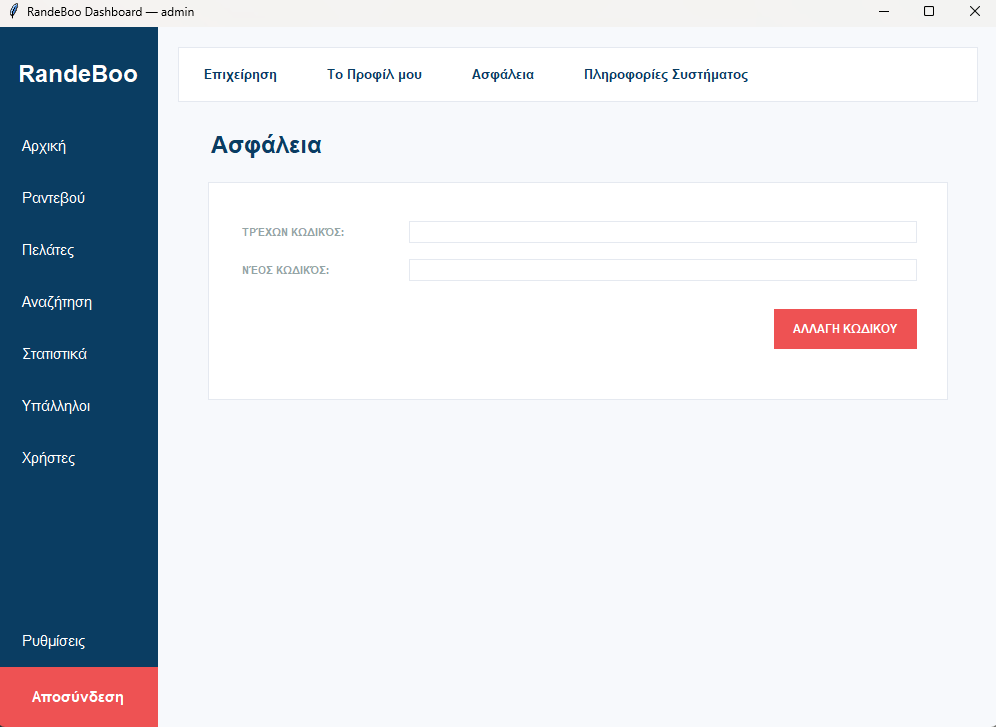 RandeBoo Dashboard — admin
RandeBoo
Αρχική
Ραντεβού
Πελάτες
Αναζήτηση
Στατιστικά
Υπάλληλοι
Χρήστες
Ρυθμίσεις
Αποσύνδεση
Επιχείρηση Το Προφίλ μου Ασφάλεια Πληροφορίες Συστήματος
Ασφάλεια
ΤΡΈΧΩΝ ΚΩΔΙΚΌΣ:
ΝΈΟΣ ΚΩΔΙΚΌΣ:
ΑΛΛΑΓΗ ΚΩΔΙΚΟΥ